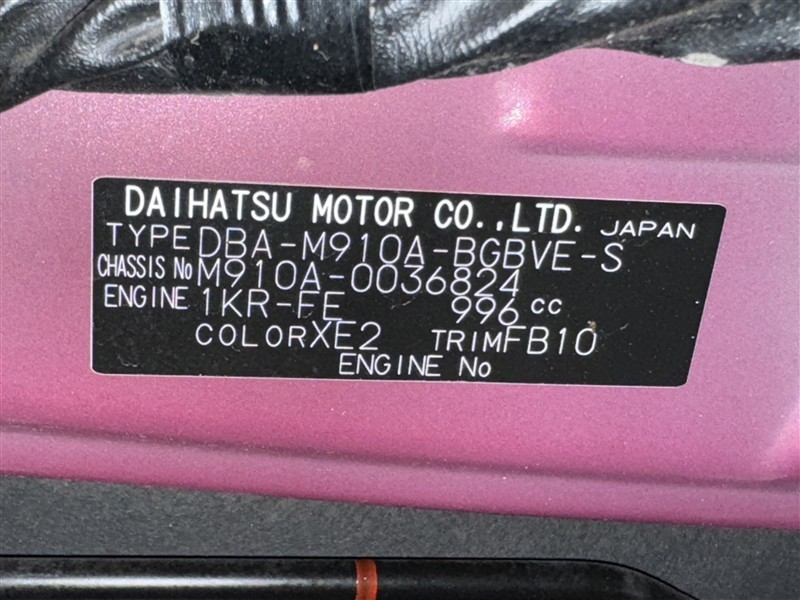 DAIHATSU MOTOR CO.,LTD. JAPAN
TYPE DBA-M910A-BGBVE-S
CHASSIS No M910A-0036824
ENGINE 1KR-FE 996 cc
COLOR XE2 TRIM FB10
ENGINE No